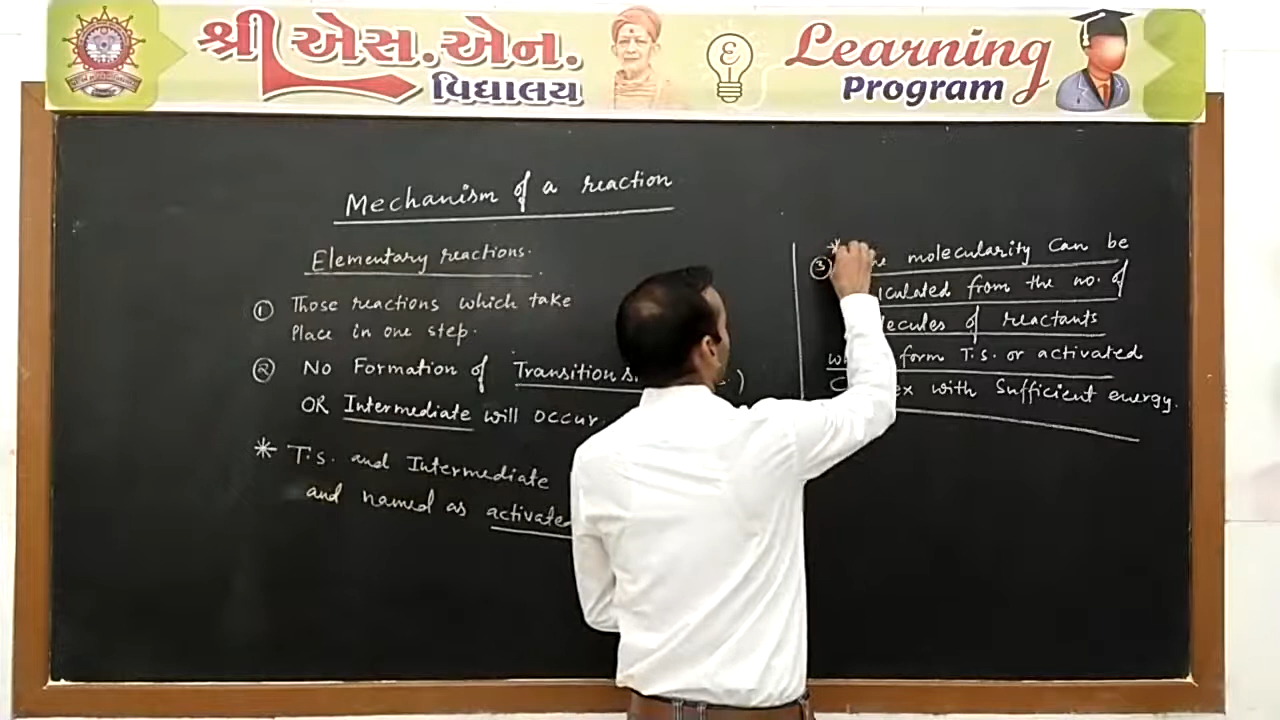 શ્રી એસ.એન.
વિદ્યાલય
Learning
Program
Mechanism of a reaction
Elementary reactions.
① Those reactions which take
Place in one step.
② No Formation of Transition
OR Intermediate will occur.
* T.S. and Intermediate
and named as
③ * molecularity can be
from the no. of
of reactants
form T.S. or activated
with Sufficient energy.